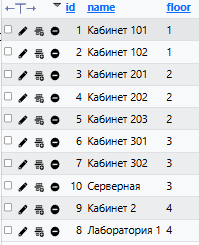 id name floor
1 Кабинет 101 1
2 Кабинет 102 1
3 Кабинет 201 2
4 Кабинет 202 2
5 Кабинет 203 2
6 Кабинет 301 3
7 Кабинет 302 3
10 Серверная 3
9 Кабинет 2 4
8 Лаборатория 1 4